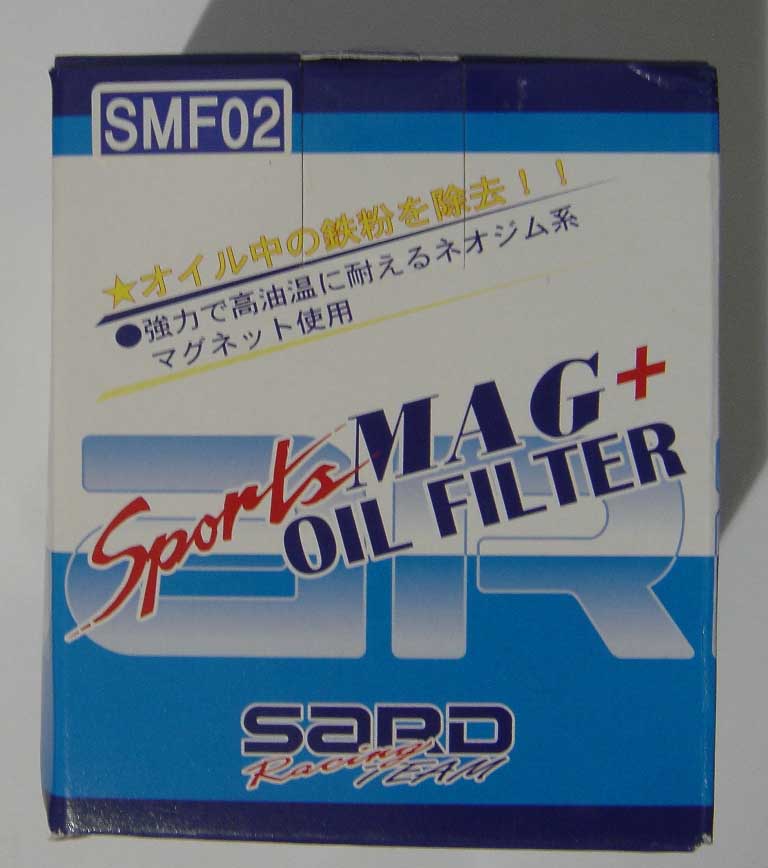 SMF02
★オイル中の鉄粉を除去！！
●強力で高油温に耐えるネオジム系
マグネット使用
Sports MAG+
OIL FILTER
SARD
Racing TEAM